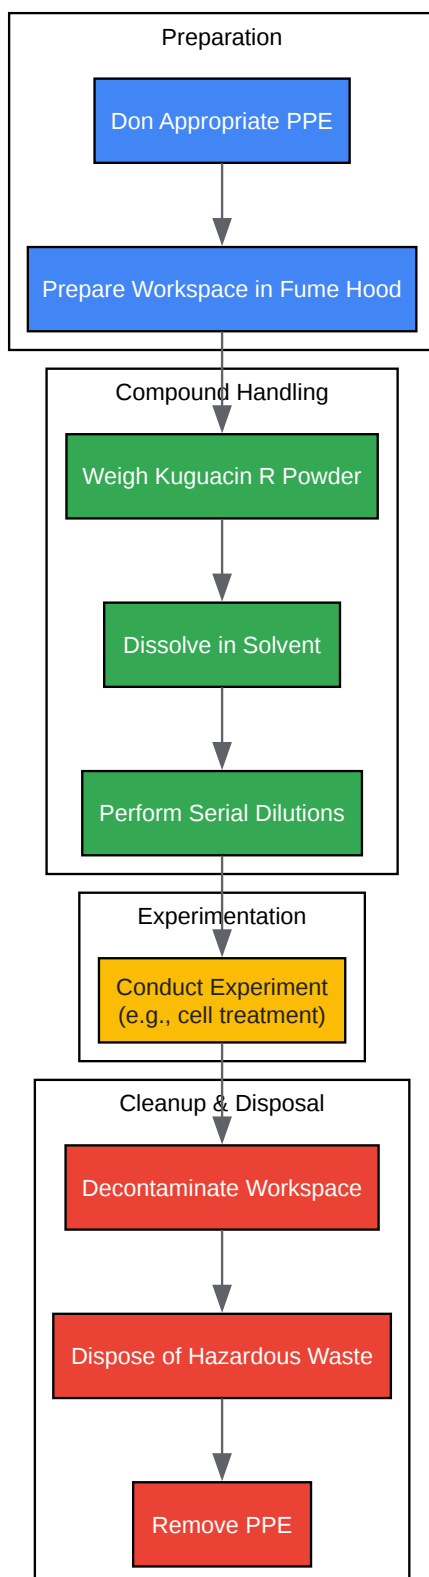 Preparation
Don Appropriate PPE
Prepare Workspace in Fume Hood
Compound Handling
Weigh Kuguacin R Powder
Dissolve in Solvent
Perform Serial Dilutions
Experimentation
Conduct Experiment
(e.g., cell treatment)
Cleanup & Disposal
Decontaminate Workspace
Dispose of Hazardous Waste
Remove PPE